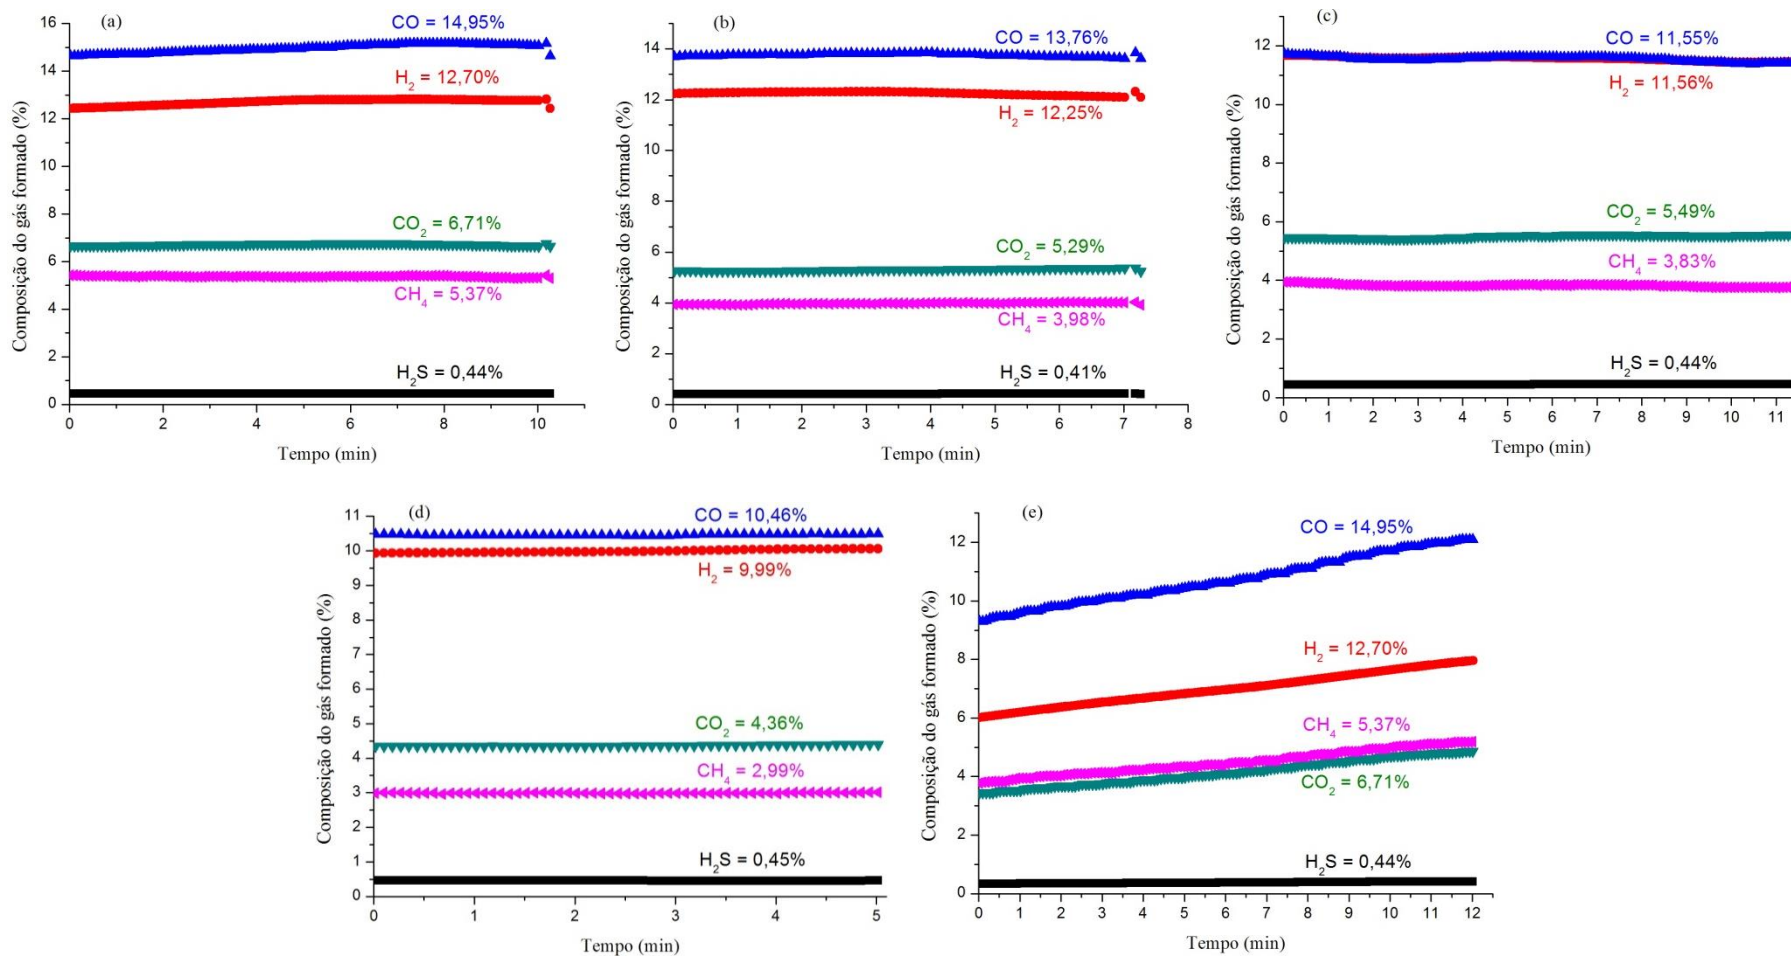 (a)
CO = 14,95%
H₂ = 12,70%
CO₂ = 6,71%
CH₄ = 5,37%
H₂S = 0,44%
Composição do gás formado (%)
16
14
12
10
8
6
4
2
0
0 2 4 6 8 10
Tempo (min)
(b)
CO = 13,76%
H₂ = 12,25%
CO₂ = 5,29%
CH₄ = 3,98%
H₂S = 0,41%
Composição do gás formado (%)
14
12
10
8
6
4
2
0
0 1 2 3 4 5 6 7 8
Tempo (min)
(c)
CO = 11,55%
H₂ = 11,56%
CO₂ = 5,49%
CH₄ = 3,83%
H₂S = 0,44%
Composição do gás formado (%)
12
10
8
6
4
2
0
0 1 2 3 4 5 6 7 8 9 10 11
Tempo (min)
(d)
CO = 10,46%
H₂ = 9,99%
CO₂ = 4,36%
CH₄ = 2,99%
H₂S = 0,45%
Composição do gás formado (%)
11
10
9
8
7
6
5
4
3
2
1
0
0 1 2 3 4 5
Tempo (min)
(e)
CO = 14,95%
H₂ = 12,70%
CH₄ = 5,37%
CO₂ = 6,71%
H₂S = 0,44%
Composição do gás formado (%)
12
10
8
6
4
2
0
0 1 2 3 4 5 6 7 8 9 10 11 12
Tempo (min)